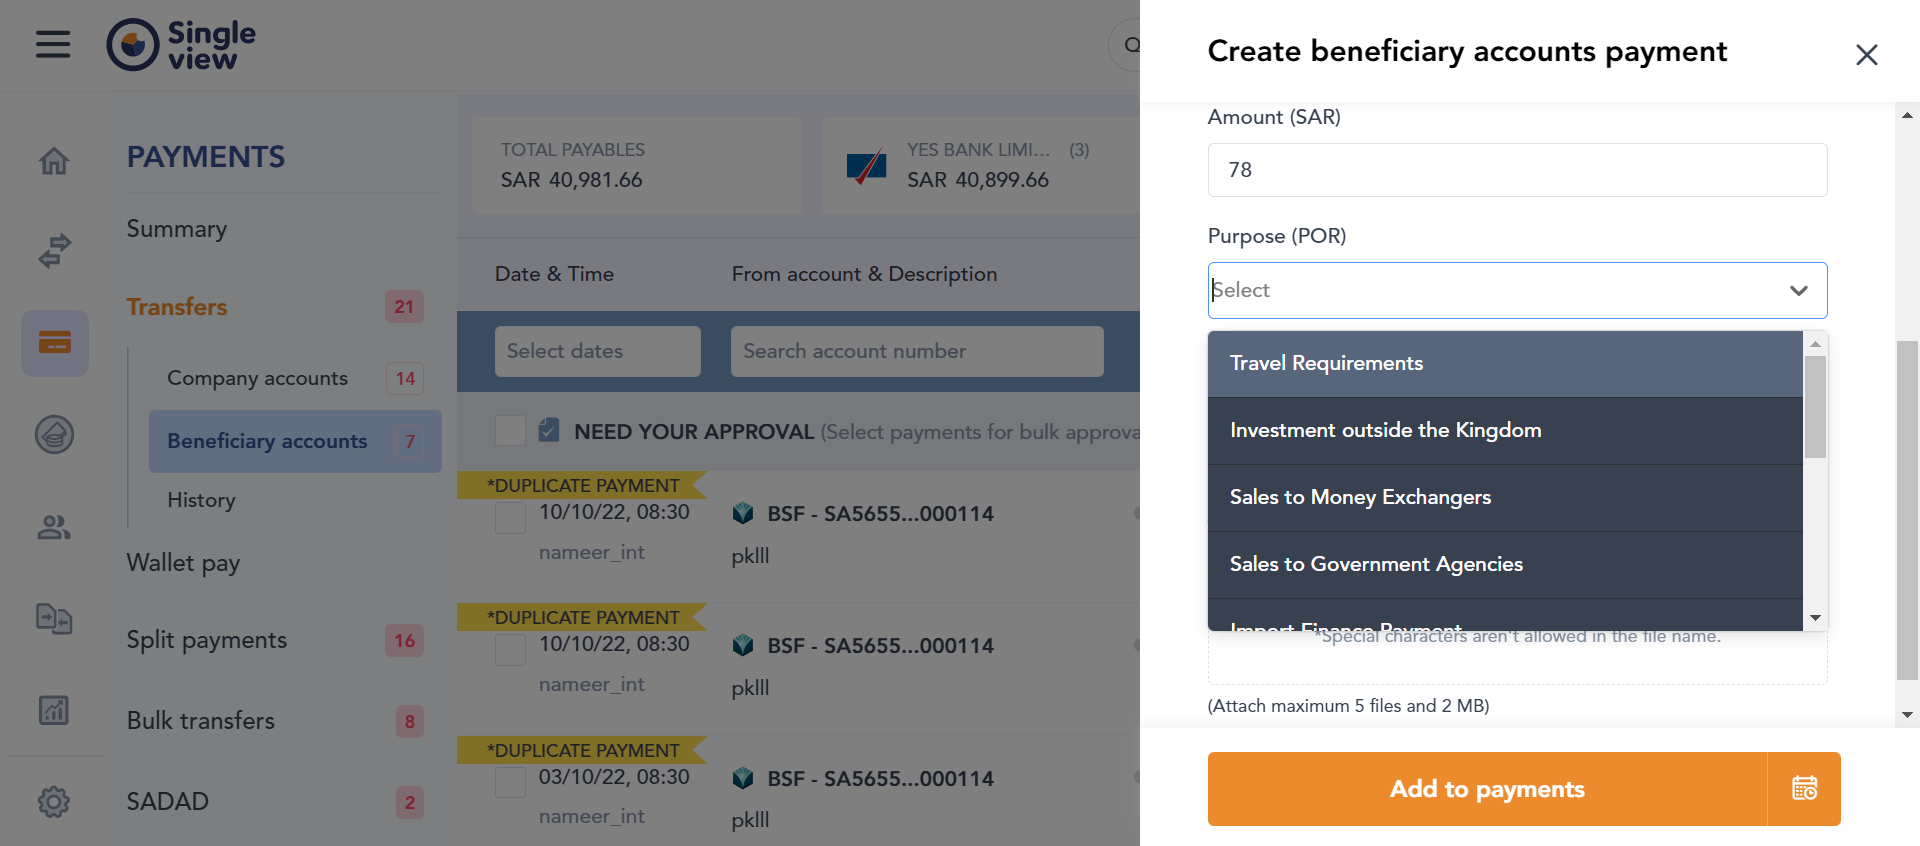 Single
view
PAYMENTS
Summary
Transfers 21
Company accounts 14
Beneficiary accounts 7
History
Wallet pay
Split payments 16
Bulk transfers 8
SADAD 2
TOTAL PAYABLES
SAR 40,981.66
YES BANK LIMI... (3)
SAR 40,899.66
Date & Time From account & Description
Select dates Search account number
NEED YOUR APPROVAL (Select payments for bulk approva
*DUPLICATE PAYMENT
10/10/22, 08:30 BSF - SA5655...000114
nameer_int pklll
*DUPLICATE PAYMENT
10/10/22, 08:30 BSF - SA5655...000114
nameer_int pklll
*DUPLICATE PAYMENT
03/10/22, 08:30 BSF - SA5655...000114
nameer_int pklll
Create beneficiary accounts payment
Amount (SAR)
78
Purpose (POR)
Select
Travel Requirements
Investment outside the Kingdom
Sales to Money Exchangers
Sales to Government Agencies
Import Finance Payment
*Special characters aren't allowed in the file name.
(Attach maximum 5 files and 2 MB)
Add to payments